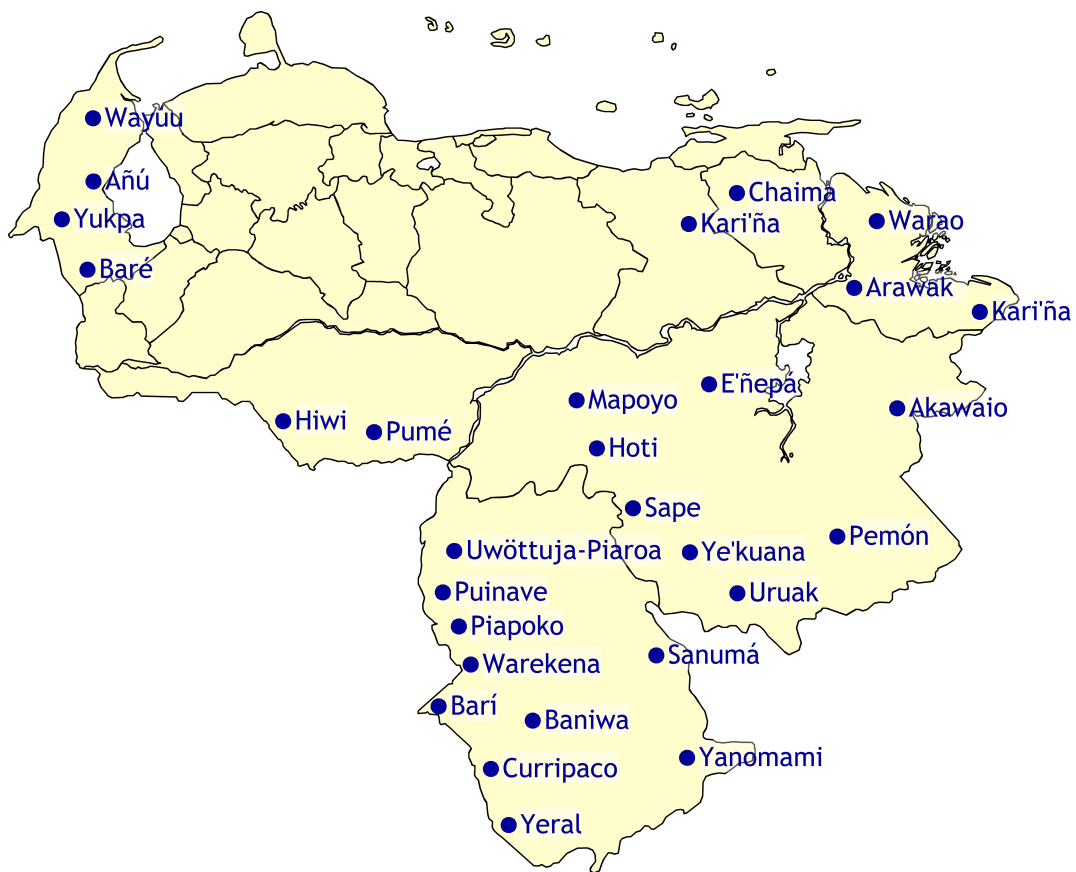 Wayúu
Añú
Chaima
Yukpa
Kari'ña
Warao
Baré
Arawak
Kari'ña
E'ñepá
Mapoyo
Akawaio
Hiwi
Pumé
Hoti
Sape
Pemón
Uwöttuja-Piaroa
Ye'kuana
Puinave
Uruak
Piapoko
Sanumá
Warekena
Barí
Baniwa
Yanomami
Curripaco
Yeral